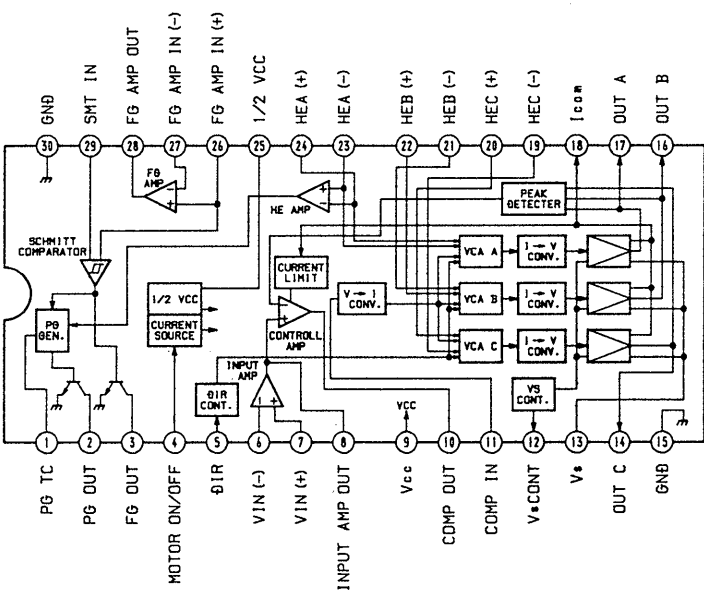 GND
SMT IN
FG AMP OUT
FG AMP IN (-)
FG AMP IN (+)
1/2 VCC
HEA (+)
HEA (-)
HEB (+)
HEB (-)
HEC (+)
HEC (-)
Icom
OUT A
OUT B
30
29
28
27
26
25
24
23
22
21
20
19
18
17
16
FG
AMP
HE AMP
PEAK
DETECTER
SCHMITT
COMPARATOR
CURRENT
LIMIT
VCA A
I → V
CONV.
1/2 VCC
CURRENT
SOURCE
V → I
CONV.
VCA B
I → V
CONV.
PG
GEN.
CONTROLL
AMP
VCA C
I → V
CONV.
INPUT
AMP
DIR
CONT.
VS
CONT.
VCC
1
2
3
4
5
6
7
8
9
10
11
12
13
14
15
PG TC
PG OUT
FG OUT
MOTOR ON/OFF
DIR
VIN (-)
VIN (+)
INPUT AMP OUT
Vcc
COMP OUT
COMP IN
VsCONT
Vs
OUT C
GND